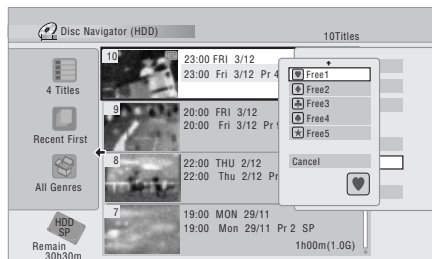 Disc Navigator (HDD)
10Titles
4 Titles
Recent First
All Genres
HDD
SP
Remain
30h30m
10
23:00 FRI 3/12
23:00 Fri 3/12 Pr 4
9
20:00 FRI 3/12
20:00 Fri 3/12 Pr
8
22:00 THU 2/12
22:00 Thu 2/12 Pr
7
19:00 MON 29/11
19:00 Mon 29/11 Pr 2 SP
1h00m(1.0G)
Free1
Free2
Free3
Free4
Free5
Cancel